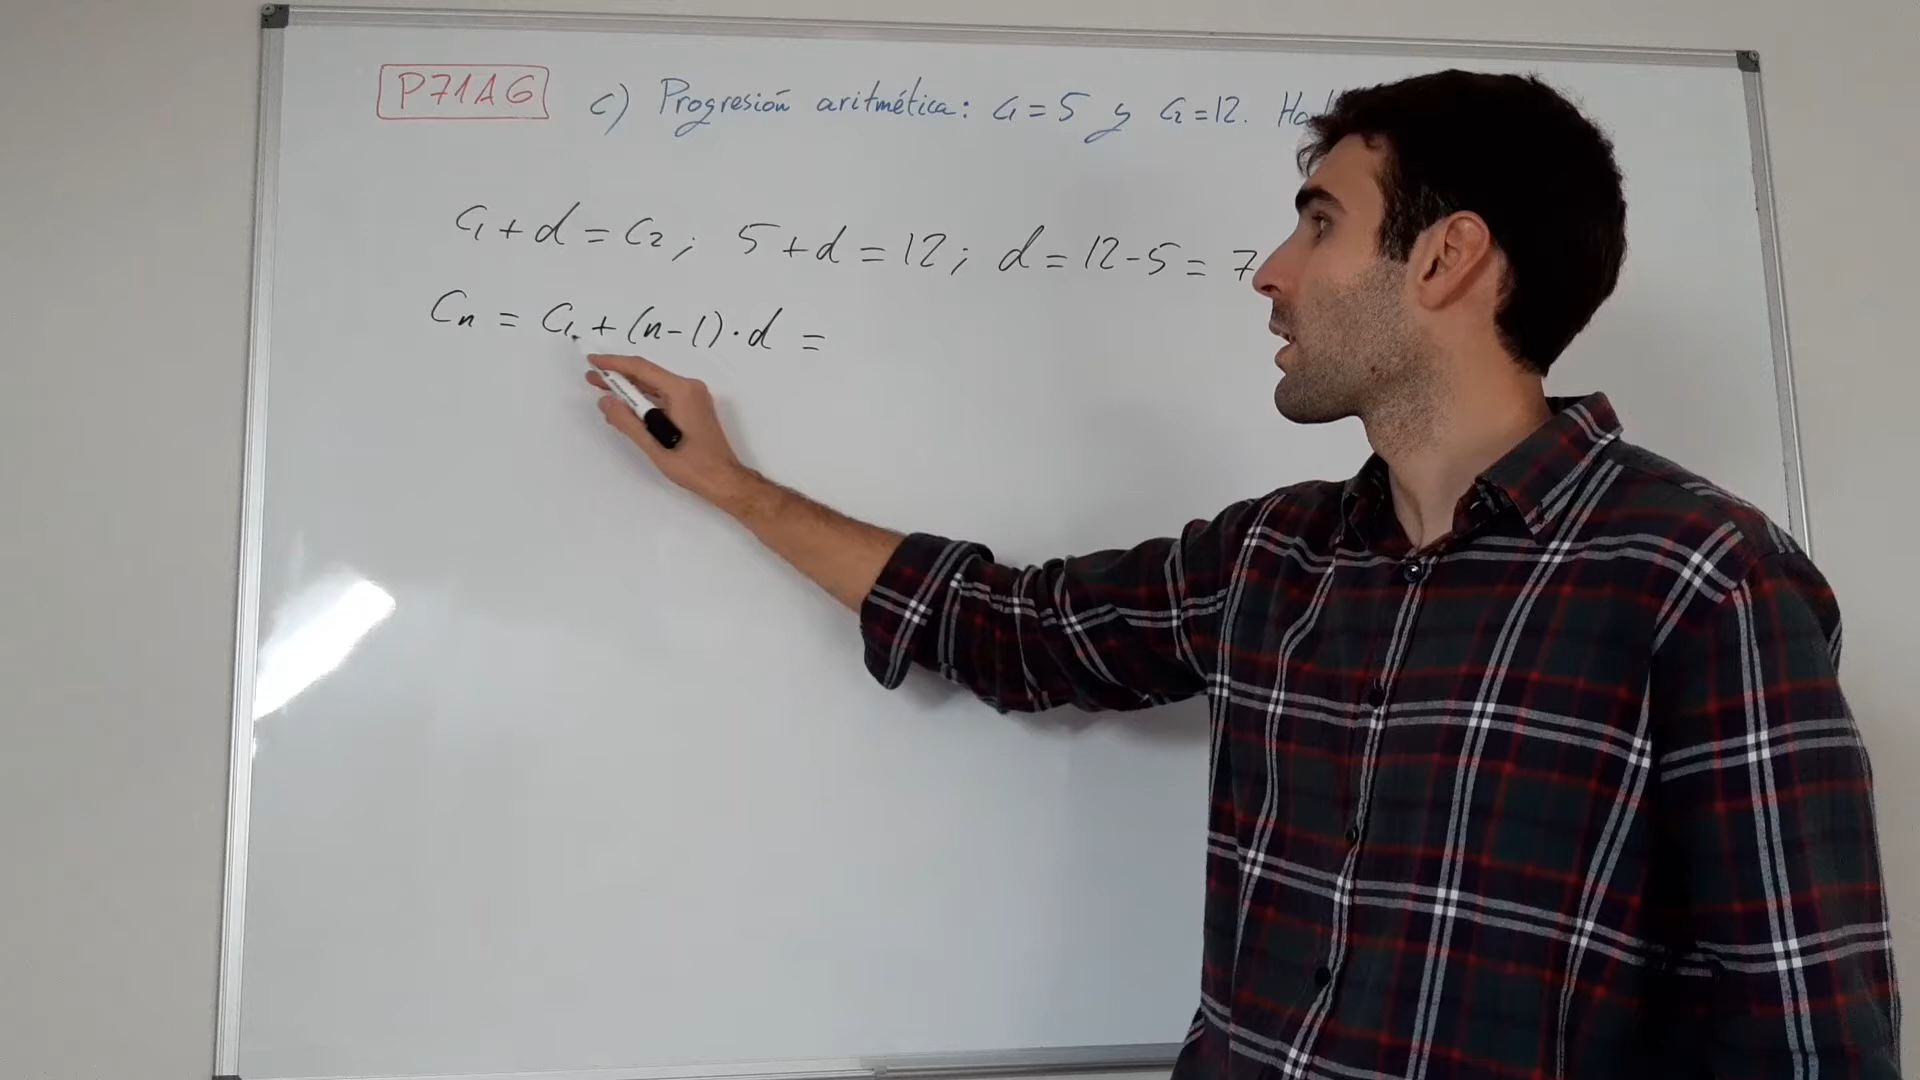 P71A6 c) Progresión aritmética: C₁ = 5 y C₂ = 12.
C₁ + d = C₂; 5 + d = 12; d = 12 - 5 = 7
Cₙ = C₁ + (n - 1) · d =